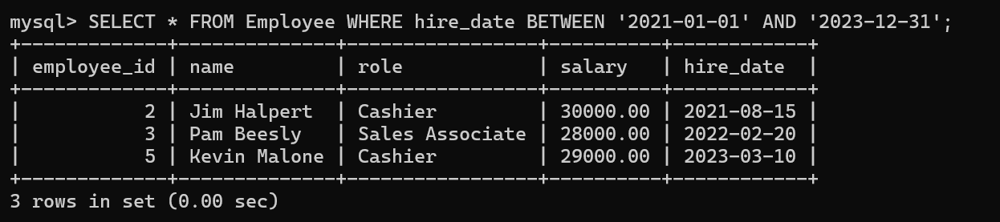 mysql> SELECT * FROM Employee WHERE hire_date BETWEEN '2021-01-01' AND '2023-12-31';
+-------------+--------------+-----------------+----------+------------+
| employee_id | name         | role            | salary   | hire_date  |
+-------------+--------------+-----------------+----------+------------+
|           2 | Jim Halpert  | Cashier         | 30000.00 | 2021-08-15 |
|           3 | Pam Beesly   | Sales Associate | 28000.00 | 2022-02-20 |
|           5 | Kevin Malone | Cashier         | 29000.00 | 2023-03-10 |
+-------------+--------------+-----------------+----------+------------+
3 rows in set (0.00 sec)